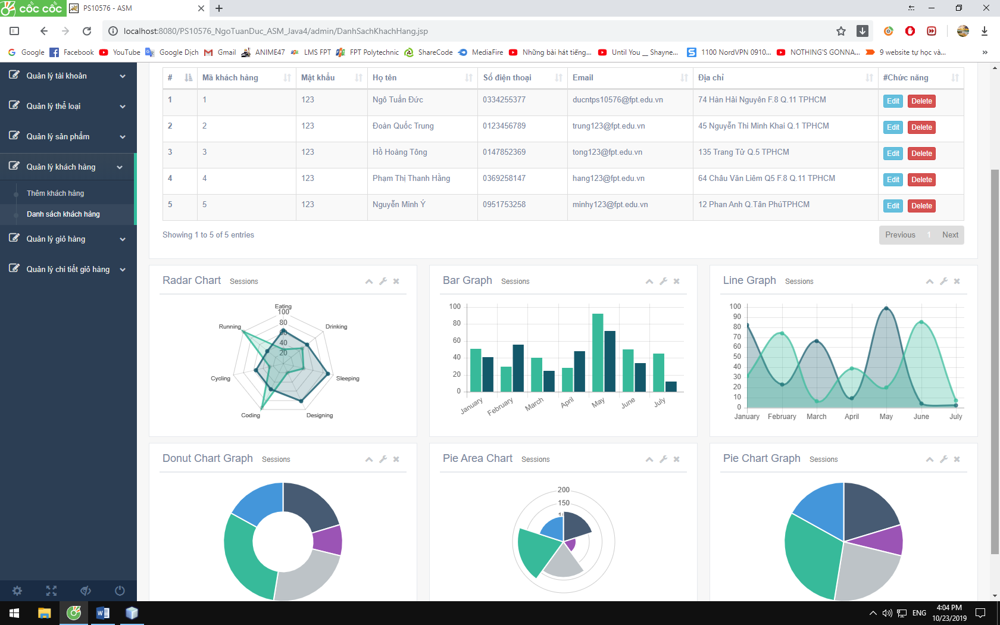 cốc cốc PS10576 - ASM
localhost:8080/PS10576_NgoTuanDuc_ASM_Java4/admin/DanhSachKhachHang.jsp
Google Facebook YouTube Google Dịch Gmail ANIME47 LMS FPT FPT Polytechnic ShareCode MediaFire Những bài hát tiếng... Until You __ Shayne... 1100 NordVPN 0910... NOTHING'S GONNA... 9 website tự học và... »
Quản lý tài khoản
Quản lý thể loại
Quản lý sản phẩm
Quản lý khách hàng
Thêm khách hàng
Danh sách khách hàng
Quản lý giỏ hàng
Quản lý chi tiết giỏ hàng
# Mã khách hàng Mật khẩu Họ tên Số điện thoại Email Địa chỉ #Chức năng
1 1 123 Ngô Tuấn Đức 0334255377 ducntps10576@fpt.edu.vn 74 Hàn Hải Nguyên F.8 Q.11 TPHCM Edit Delete
2 2 123 Đoàn Quốc Trung 0123456789 trung123@fpt.edu.vn 45 Nguyễn Thi Minh Khai Q.1 TPHCM Edit Delete
3 3 123 Hồ Hoàng Tông 0147852369 tong123@fpt.edu.vn 135 Trang Tử Q.5 TPHCM Edit Delete
4 4 123 Phạm Thị Thanh Hằng 0369258147 hang123@fpt.edu.vn 64 Châu Văn Liêm Q5 F.8 Q.11 TPHCM Edit Delete
5 5 123 Nguyễn Minh Ý 0951753258 minhy123@fpt.edu.vn 12 Phan Anh Q.Tân PhúTPHCM Edit Delete
Showing 1 to 5 of 5 entries
Previous 1 Next
Radar Chart Sessions
Eating
100
80
60
40
20
Running
Drinking
Cycling
Sleeping
Coding
Designing
Bar Graph Sessions
100
80
60
40
20
0
January February March April May June July
Line Graph Sessions
100
90
80
70
60
50
40
30
20
10
0
January February March April May June July
Donut Chart Graph Sessions
Pie Area Chart Sessions
200
150
Pie Chart Graph Sessions
ENG
4:04 PM
10/23/2019